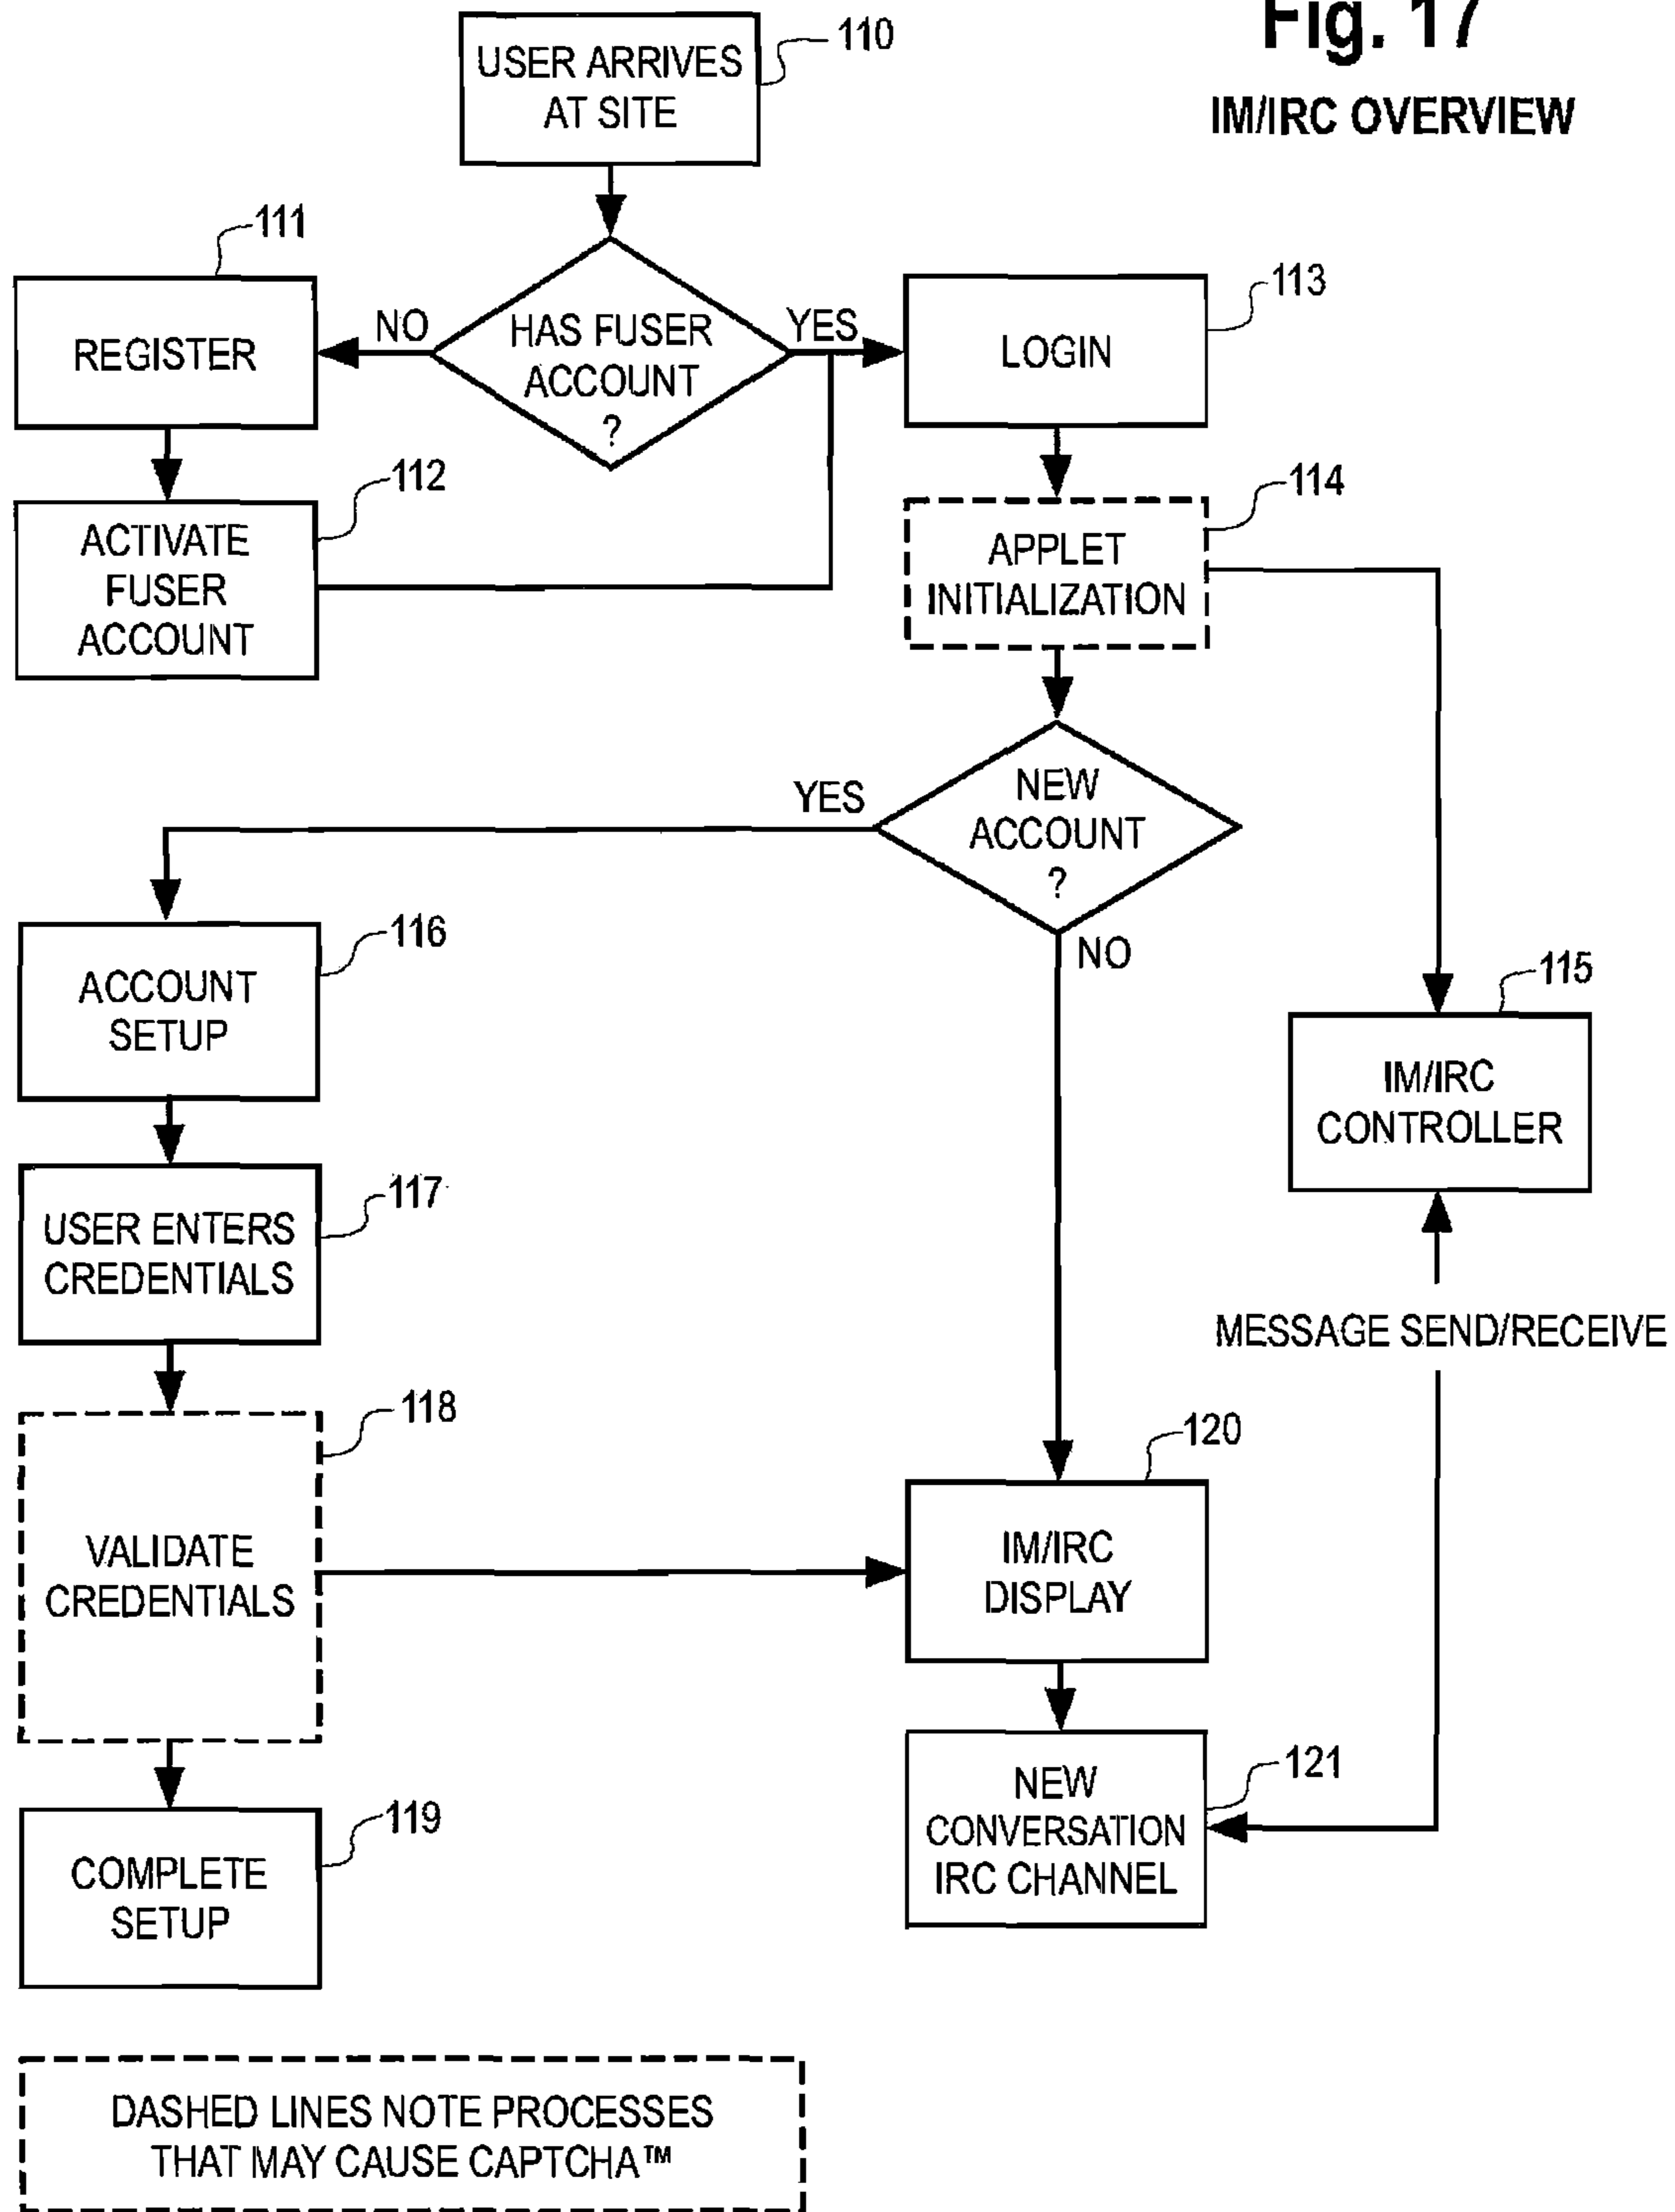 Fig. 17
IM/IRC OVERVIEW
USER ARRIVES
AT SITE
110
111
REGISTER
NO
HAS FUSER
ACCOUNT
?
YES
LOGIN
113
ACTIVATE
FUSER
ACCOUNT
112
APPLET
INITIALIZATION
114
YES
NEW
ACCOUNT
?
NO
ACCOUNT
SETUP
116
115
IM/IRC
CONTROLLER
USER ENTERS
CREDENTIALS
117
MESSAGE SEND/RECEIVE
VALIDATE
CREDENTIALS
118
120
IM/IRC
DISPLAY
COMPLETE
SETUP
119
NEW
CONVERSATION
IRC CHANNEL
121
DASHED LINES NOTE PROCESSES
THAT MAY CAUSE CAPTCHA™